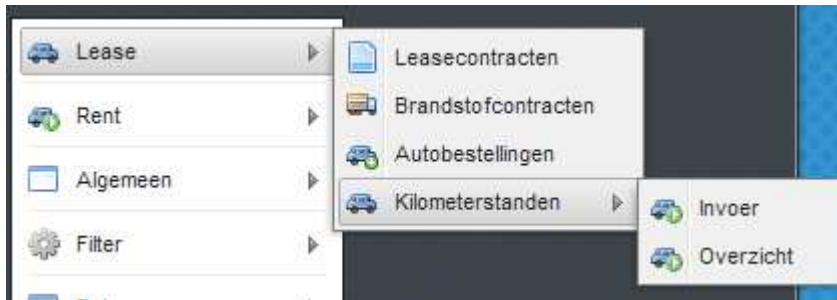 Lease
Rent
Algemeen
Filter
Leasecontracten
Brandstofcontracten
Autobestellingen
Kilometerstanden
Invoer
Overzicht